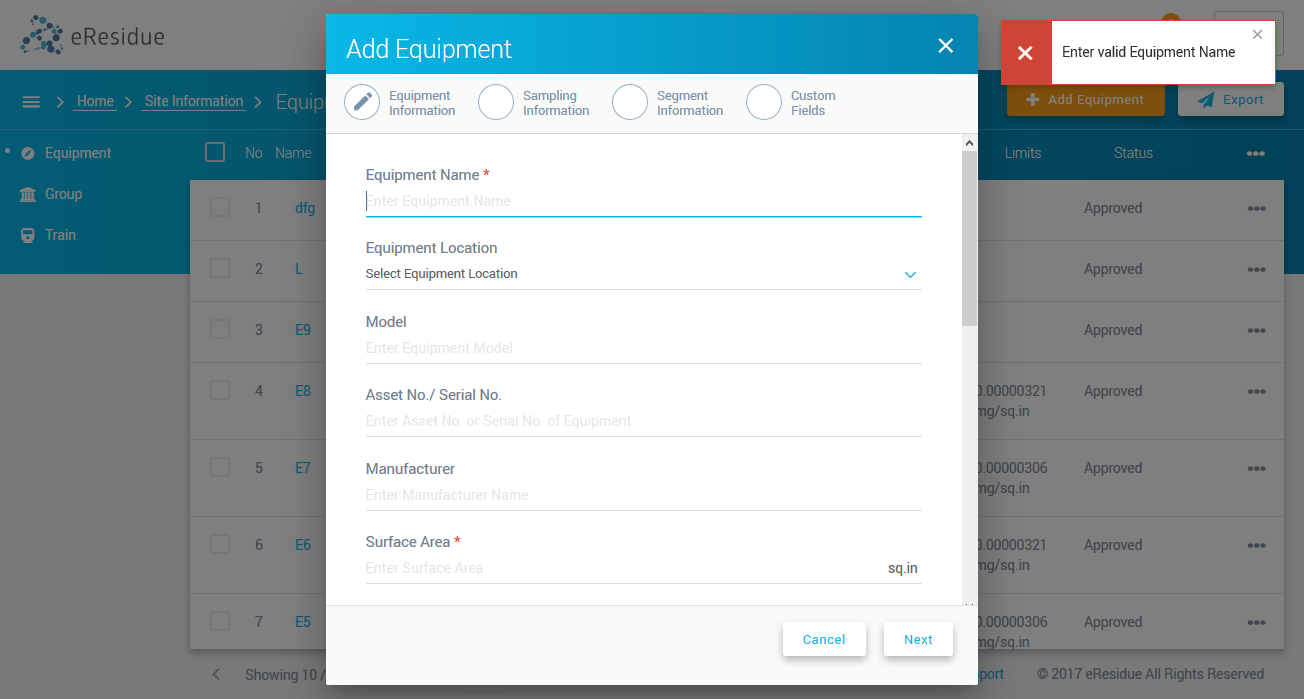 eResidue
Add Equipment
Enter valid Equipment Name
Home
Site Information
Equip
Add Equipment
Export
Equipment
Information
Sampling
Information
Segment
Information
Custom
Fields
Equipment
Group
Train
No Name Limits Status
1 dfg Approved
2 L Approved
3 E9 Approved
4 E8 0.00000321 Approved
mg/sq.in
5 E7 0.00000306 Approved
mg/sq.in
6 E6 0.00000321 Approved
mg/sq.in
7 E5 0.00000306 Approved
mg/sq.in
Equipment Name *
Enter Equipment Name
Equipment Location
Select Equipment Location
Model
Enter Equipment Model
Asset No./ Serial No.
Enter Asset No. or Serial No. of Equipment
Manufacturer
Enter Manufacturer Name
Surface Area *
Enter Surface Area sq.in
Cancel Next
Showing 10 /
port © 2017 eResidue All Rights Reserved